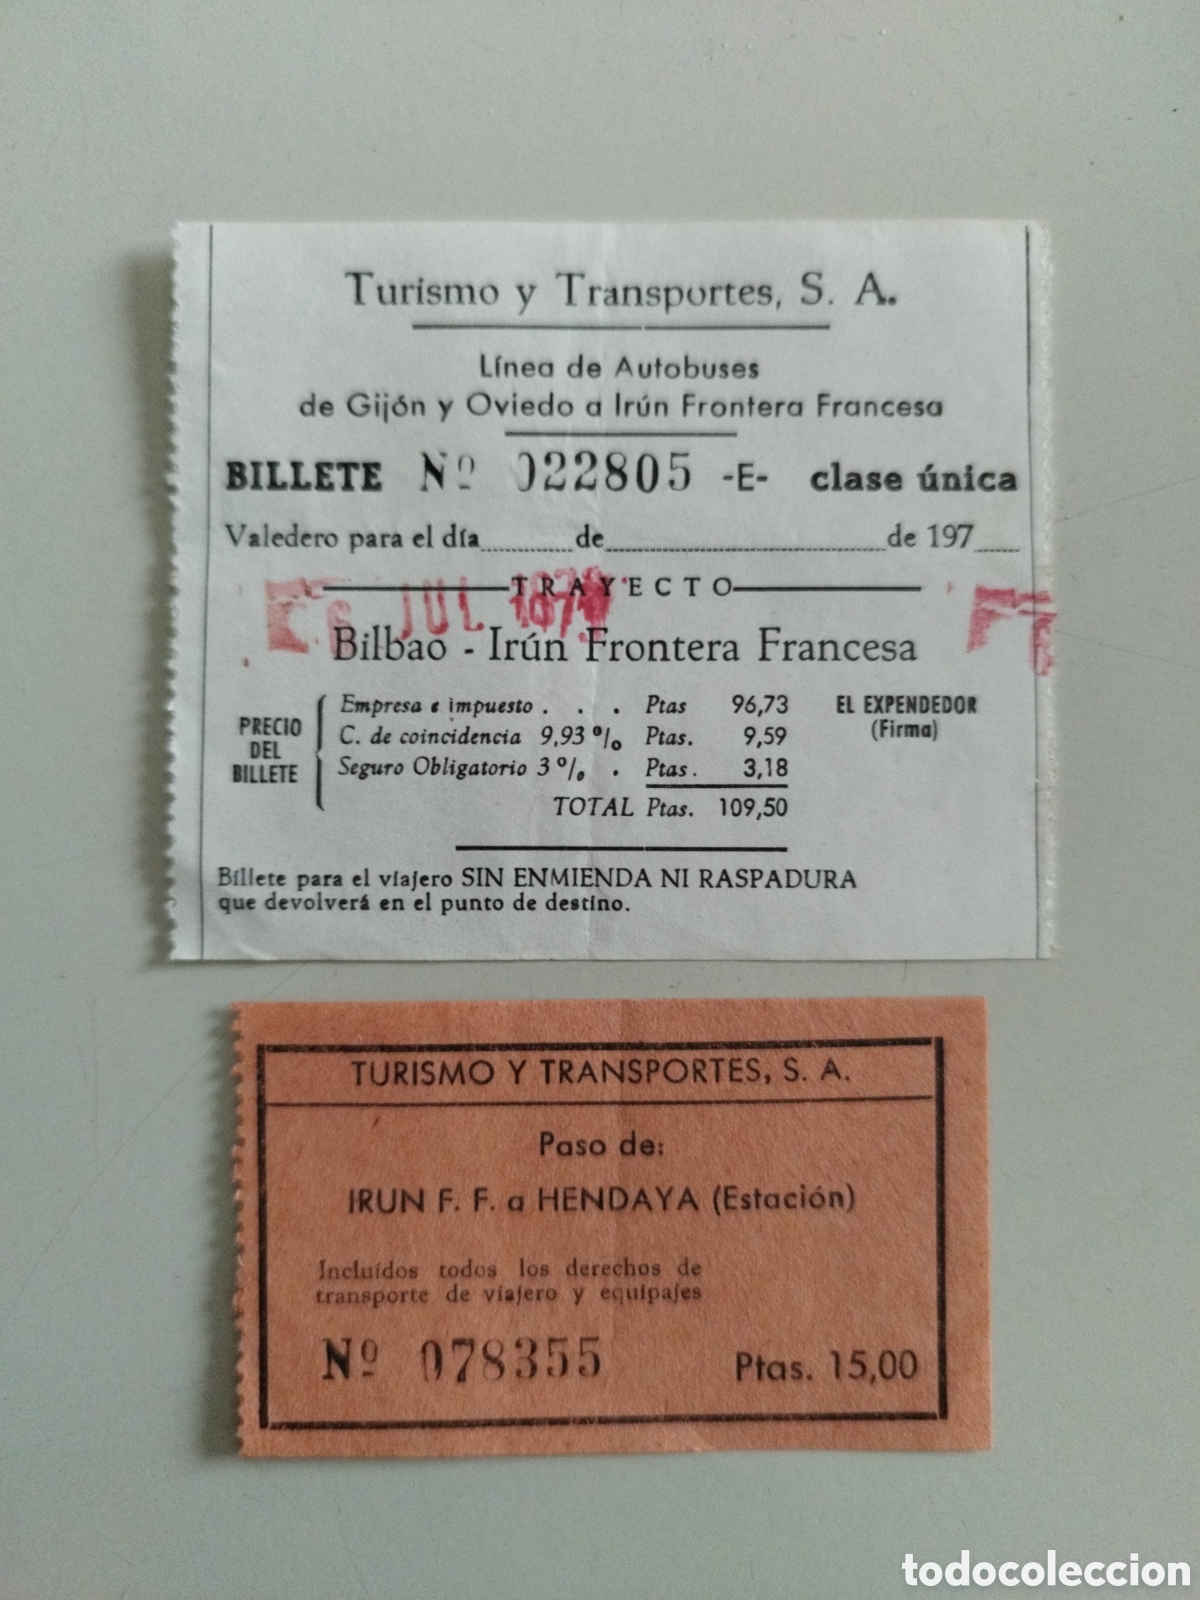 Turismo y Transportes, S. A.
Línea de Autobuses
de Gijón y Oviedo a Irún Frontera Francesa
BILLETE Nº 022805 -E- clase única
Valedero para el día de de 197
TRAYECTO
6 JUL
Bilbao - Irún Frontera Francesa
PRECIO DEL BILLETE
Empresa e impuesto . . . Ptas 96,73
C. de coincidencia 9,93 % Ptas. 9,59
Seguro Obligatorio 3 % . Ptas. 3,18
TOTAL Ptas. 109,50
EL EXPENDEDOR
(Firma)
Billete para el viajero SIN ENMIENDA NI RASPADURA
que devolverá en el punto de destino.
TURISMO Y TRANSPORTES, S. A.
Paso de:
IRUN F. F. a HENDAYA (Estación)
Incluídos todos los derechos de
transporte de viajero y equipajes
Nº 078355 Ptas. 15,00
todocoleccion